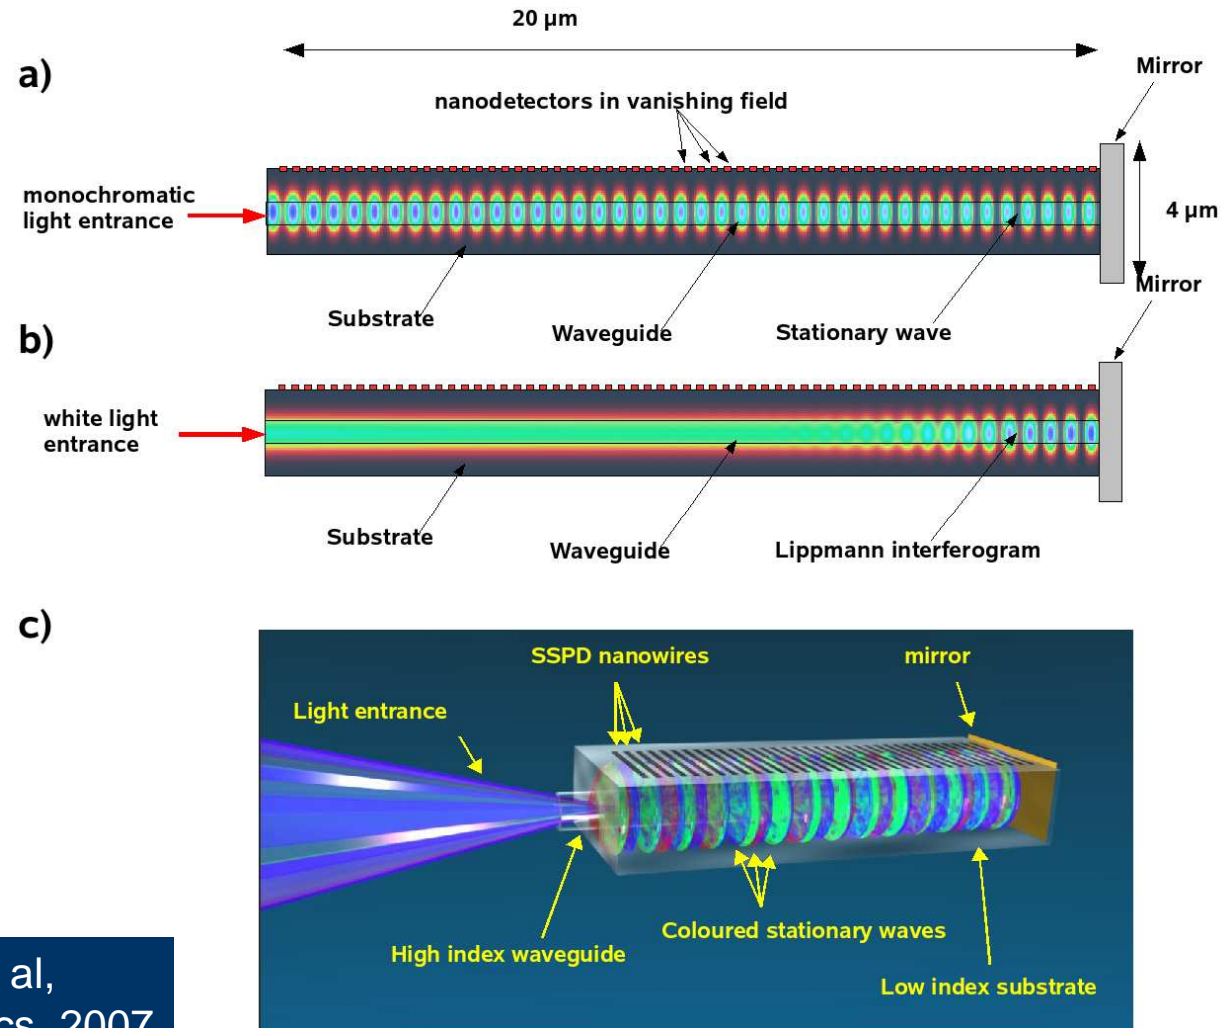 20 µm
a)
Mirror
nanodetectors in vanishing field
monochromatic
light entrance
4 µm
Substrate
Waveguide
Stationary wave
Mirror
b)
white light
entrance
Substrate
Waveguide
Lippmann interferogram
c)
SSPD nanowires
mirror
Light entrance
Coloured stationary waves
High index waveguide
Low index substrate
al,
cs, 2007